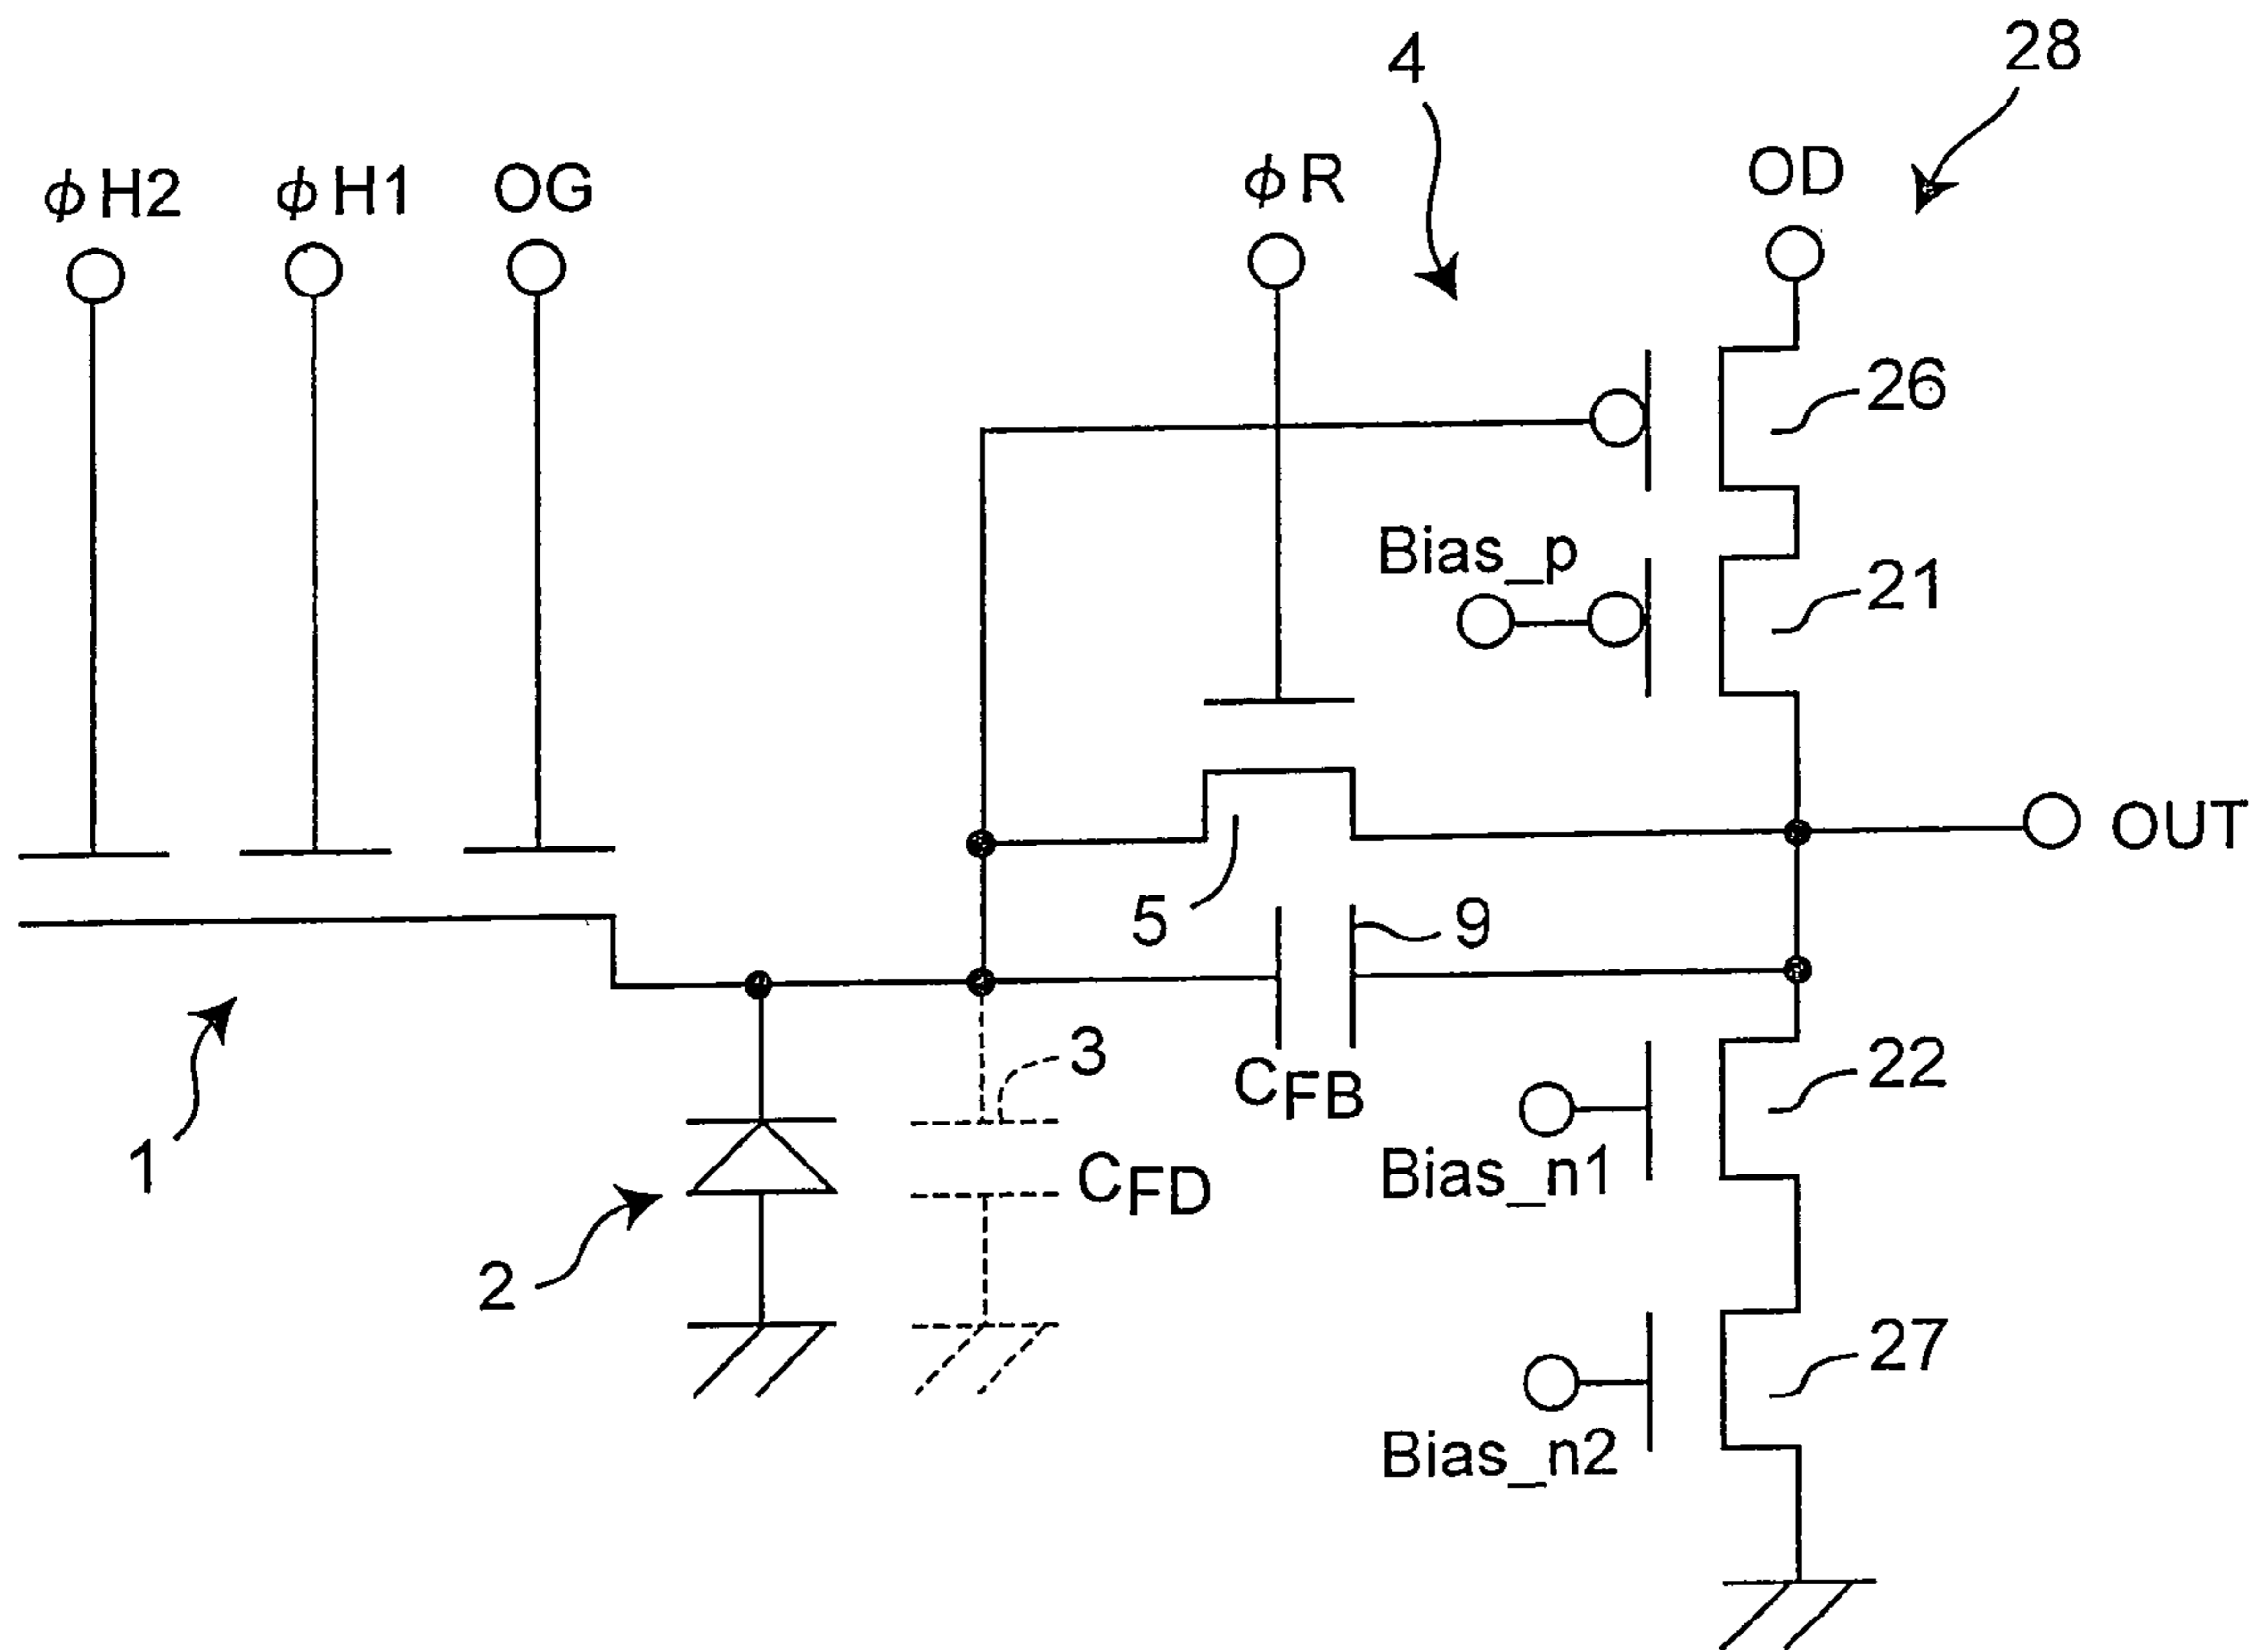 28
4
φH2
φH1
OG
φR
OD
26
Bias_p
21
OUT
5
9
3
CFB
22
1
CFD
Bias_n1
2
27
Bias_n2